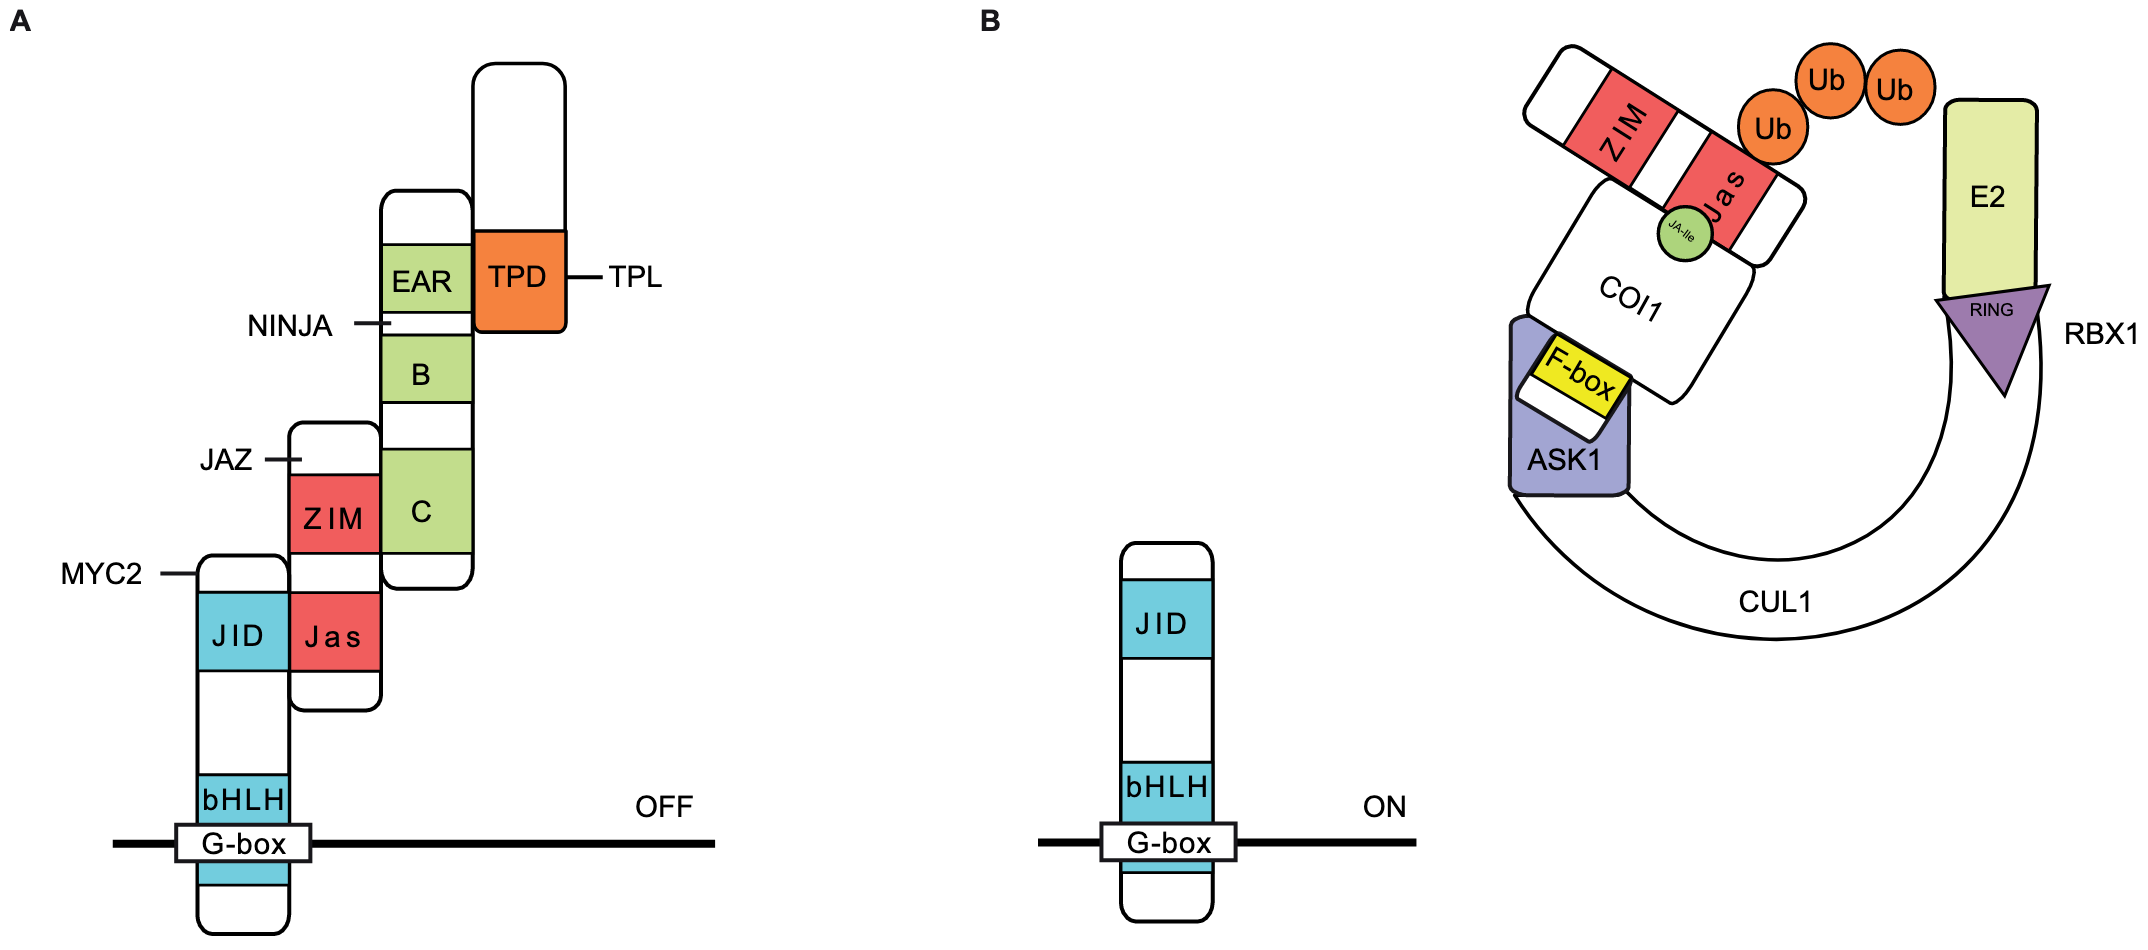 A
TPD
TPL
EAR
NINJA
B
JAZ
ZIM
C
MYC2
JID
Jas
bHLH
OFF
G-box
B
Ub
Ub
Ub
ZIM
Jas
E2
JA-Ile
COI1
RING
RBX1
F-box
ASK1
CUL1
JID
bHLH
ON
G-box